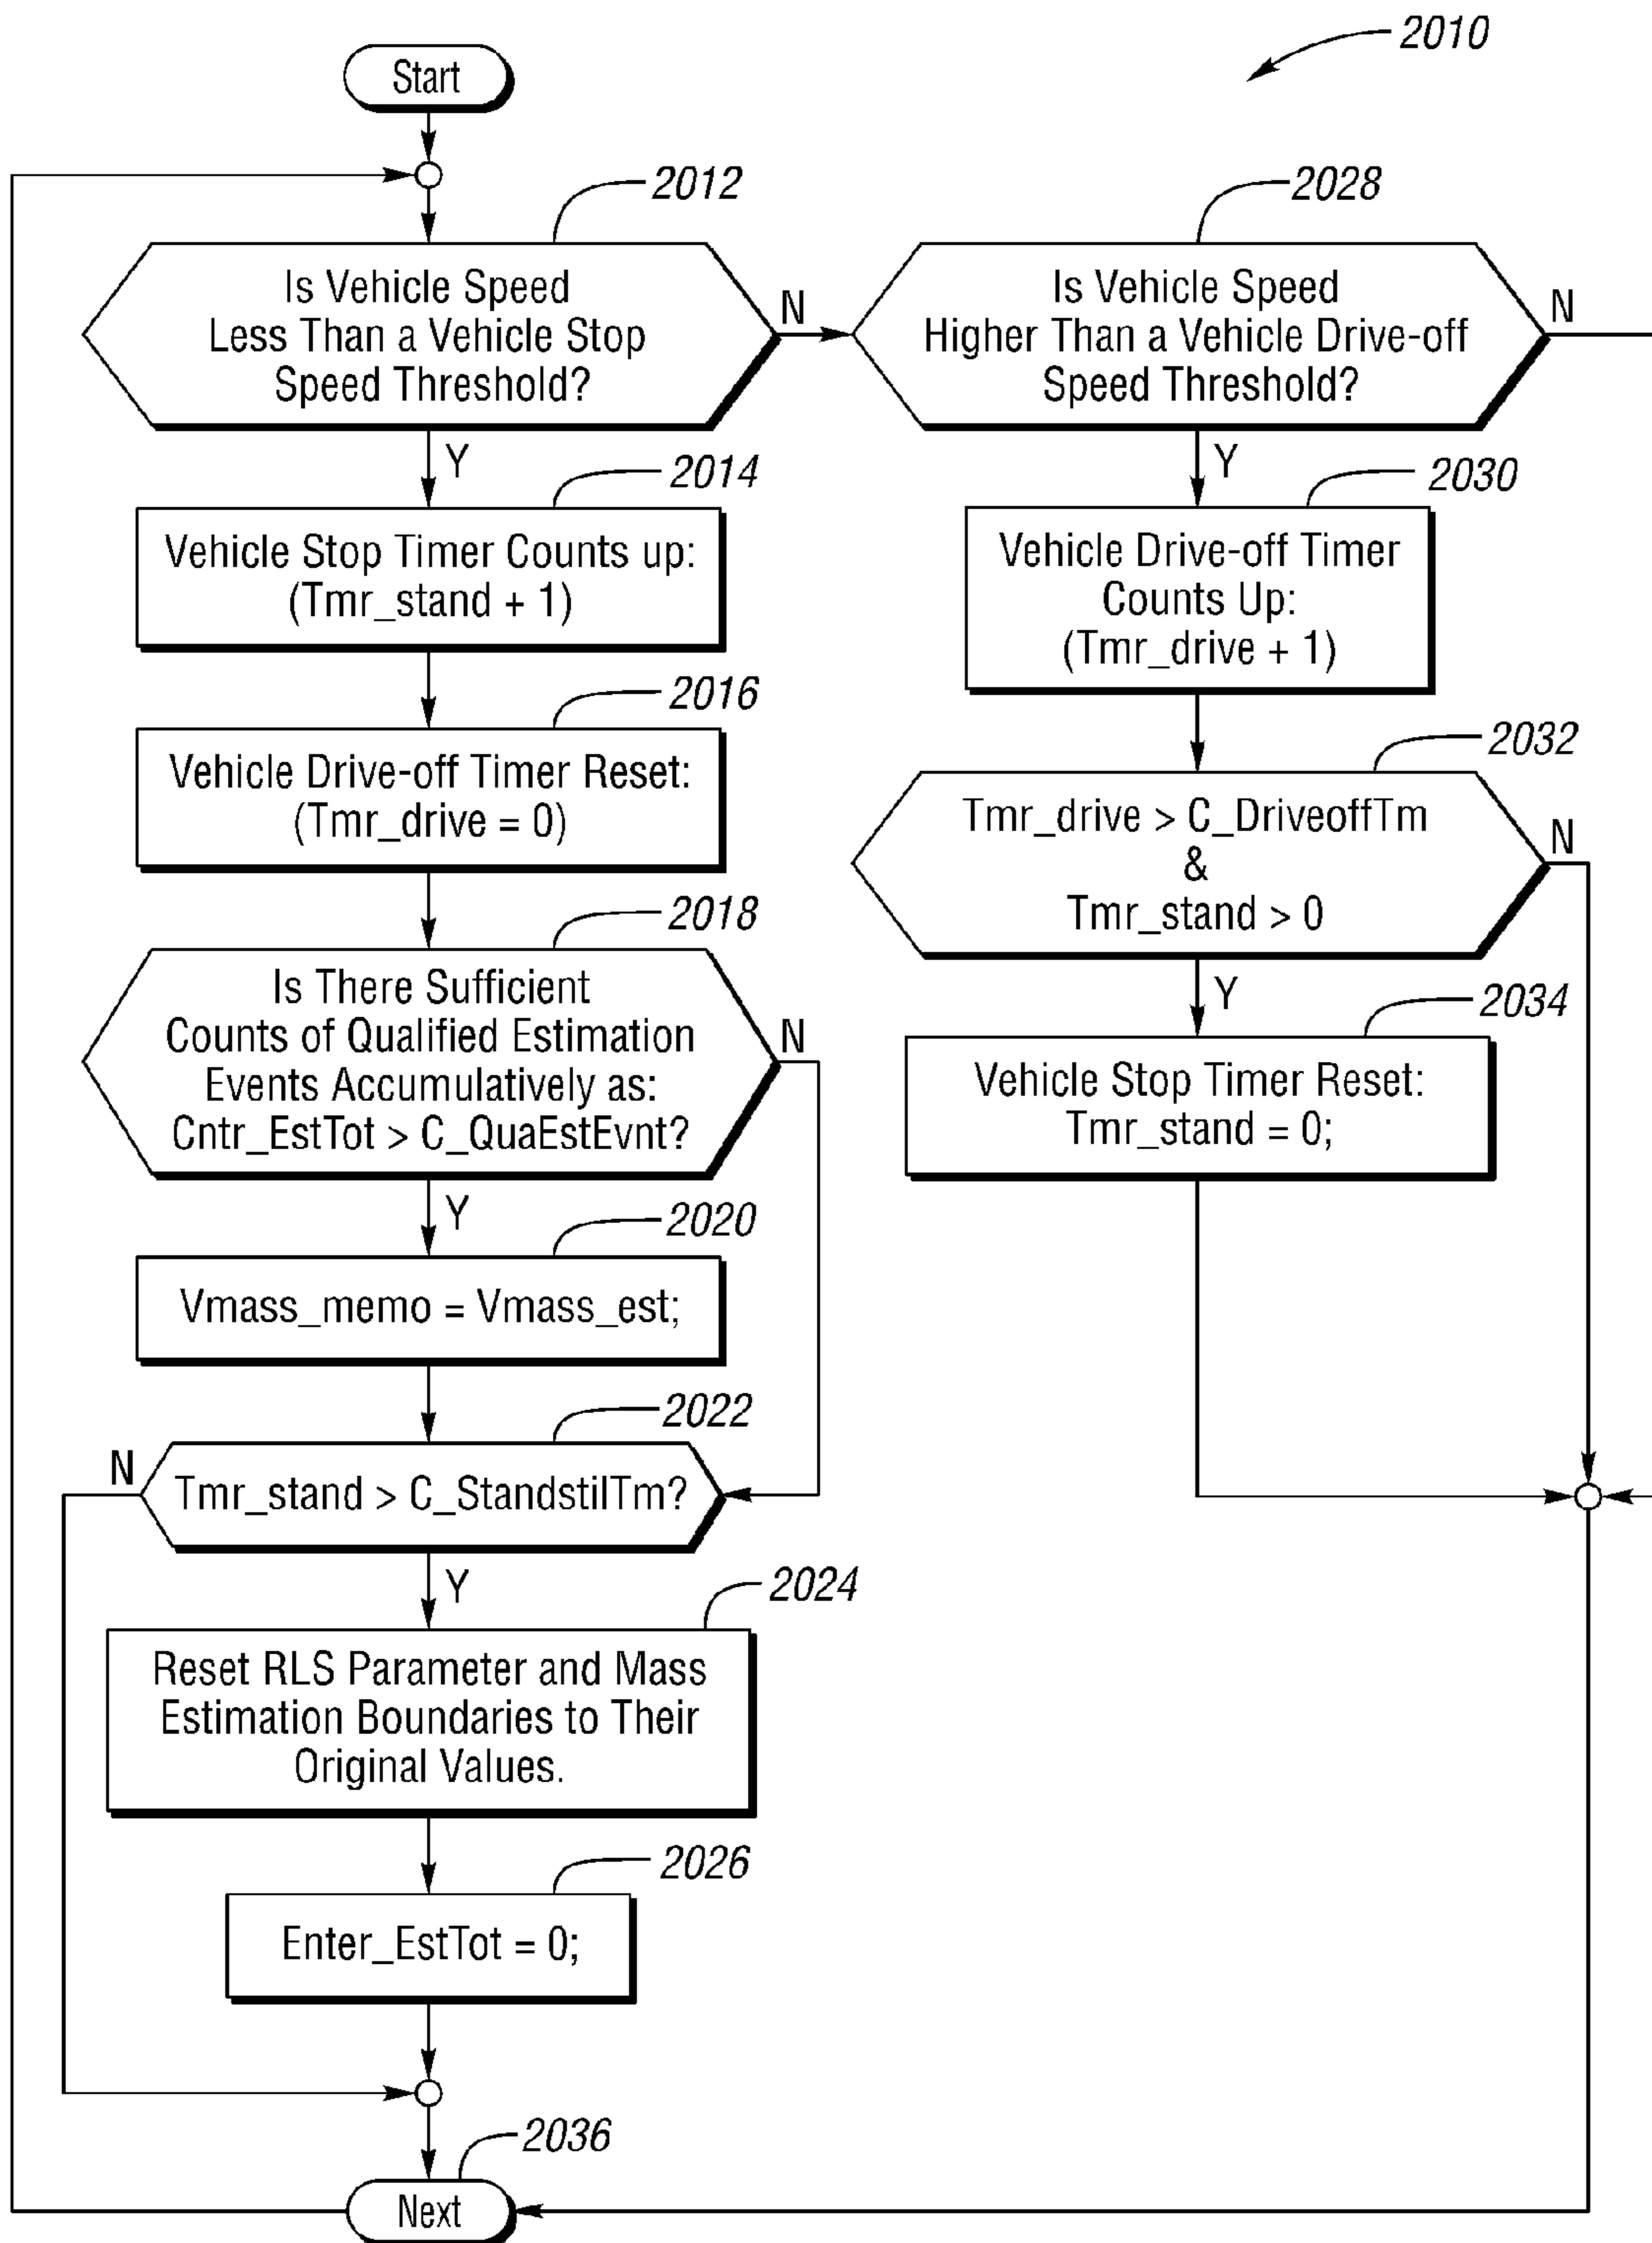 2010
Start
2012
Is Vehicle Speed
Less Than a Vehicle Stop
Speed Threshold?
N
Y
2014
Vehicle Stop Timer Counts up:
(Tmr_stand + 1)
2016
Vehicle Drive-off Timer Reset:
(Tmr_drive = 0)
2018
Is There Sufficient
Counts of Qualified Estimation
Events Accumulatively as:
Cntr_EstTot > C_QuaEstEvnt?
N
Y
2020
Vmass_memo = Vmass_est;
2022
N
Tmr_stand > C_StandstilTm?
Y
2024
Reset RLS Parameter and Mass
Estimation Boundaries to Their
Original Values.
2026
Enter_EstTot = 0;
2036
Next
2028
Is Vehicle Speed
Higher Than a Vehicle Drive-off
Speed Threshold?
N
Y
2030
Vehicle Drive-off Timer
Counts Up:
(Tmr_drive + 1)
2032
Tmr_drive > C_DriveoffTm
&
Tmr_stand > 0
N
Y
2034
Vehicle Stop Timer Reset:
Tmr_stand = 0;